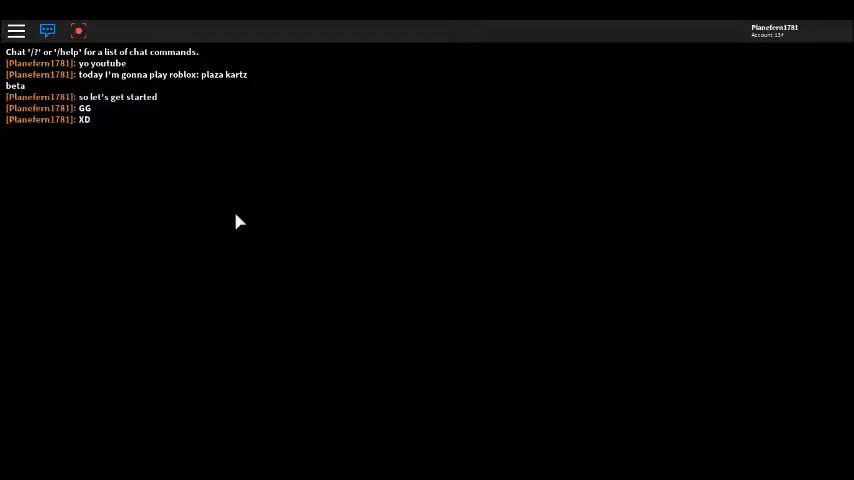 Planefern1781
Account: 13+
Chat '/?' or '/help' for a list of chat commands.
[Planefern1781]: yo youtube
[Planefern1781]: today I'm gonna play roblox: plaza kartz
beta
[Planefern1781]: so let's get started
[Planefern1781]: GG
[Planefern1781]: XD